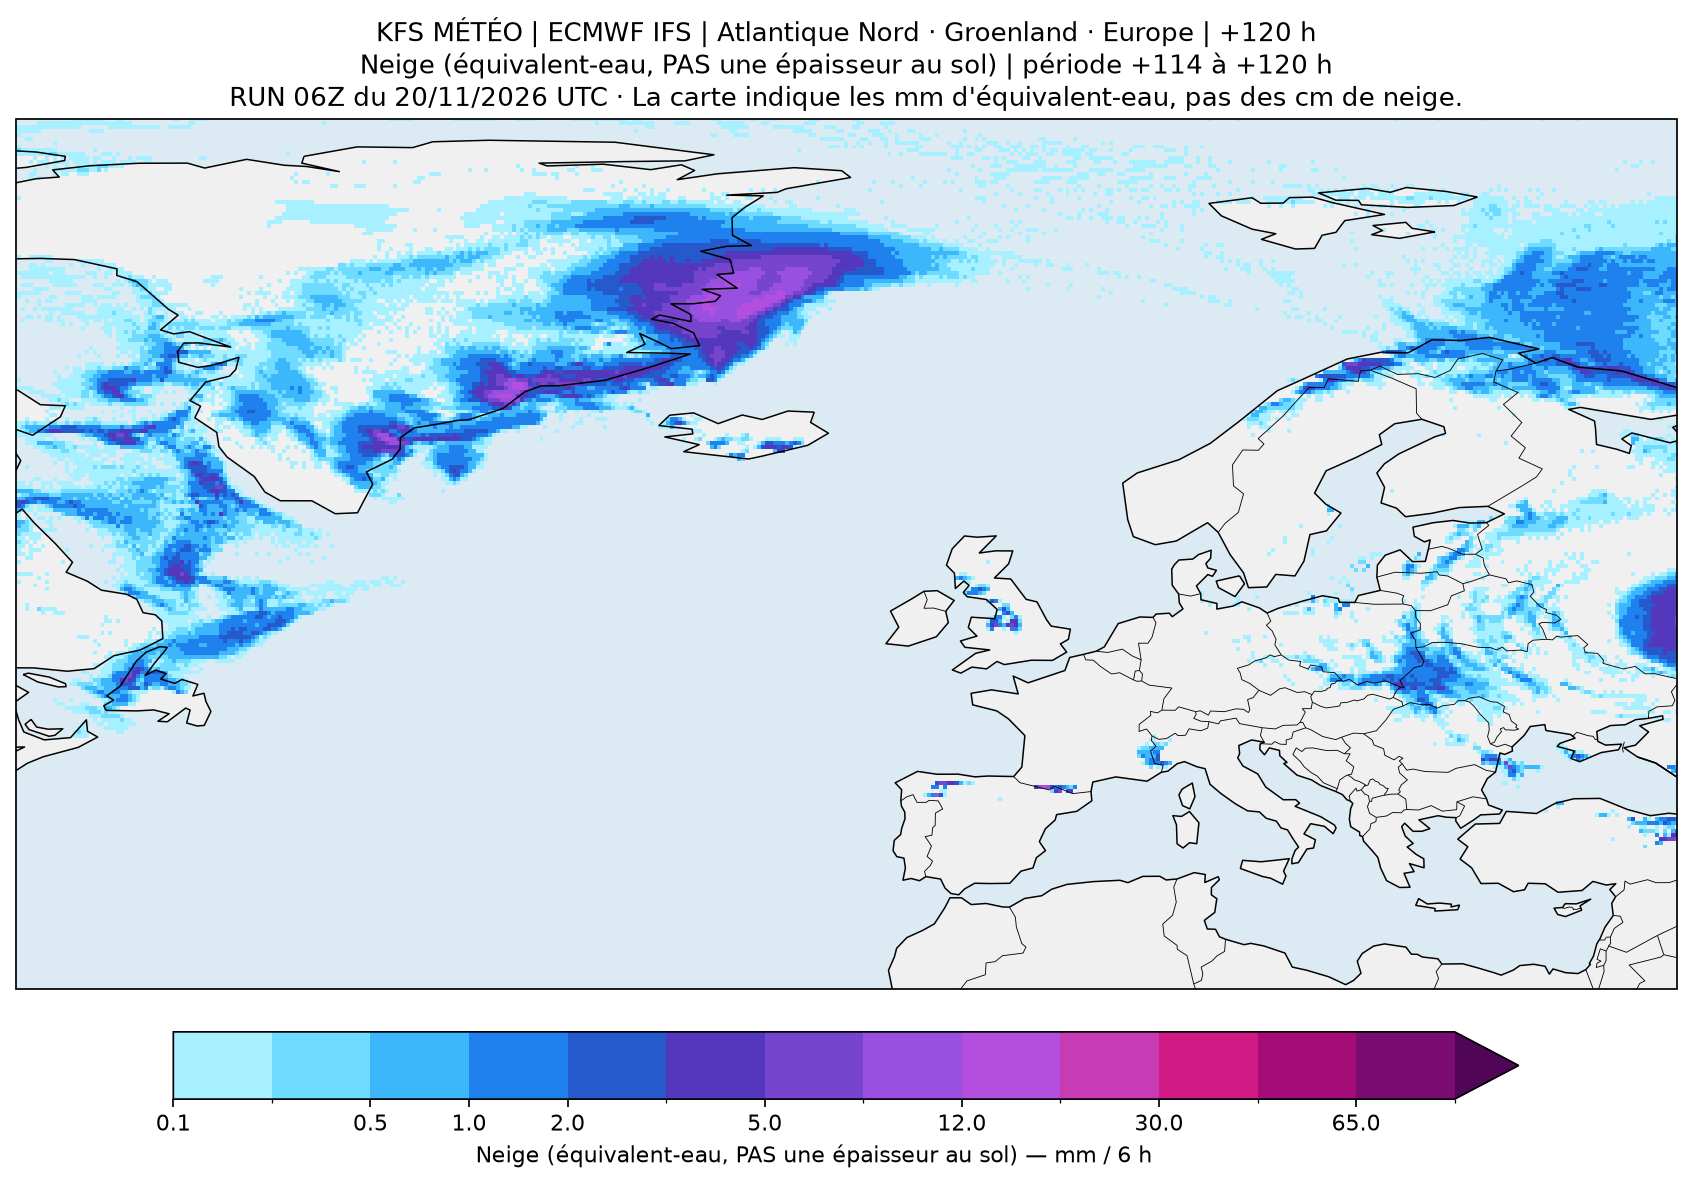 KFS MÉTÉO | ECMWF IFS | Atlantique Nord · Groenland · Europe | +120 h
Neige (équivalent-eau, PAS une épaisseur au sol) | période +114 à +120 h
RUN 06Z du 20/11/2026 UTC · La carte indique les mm d'équivalent-eau, pas des cm de neige.
0.1 0.5 1.0 2.0 5.0 12.0 30.0 65.0
Neige (équivalent-eau, PAS une épaisseur au sol) — mm / 6 h